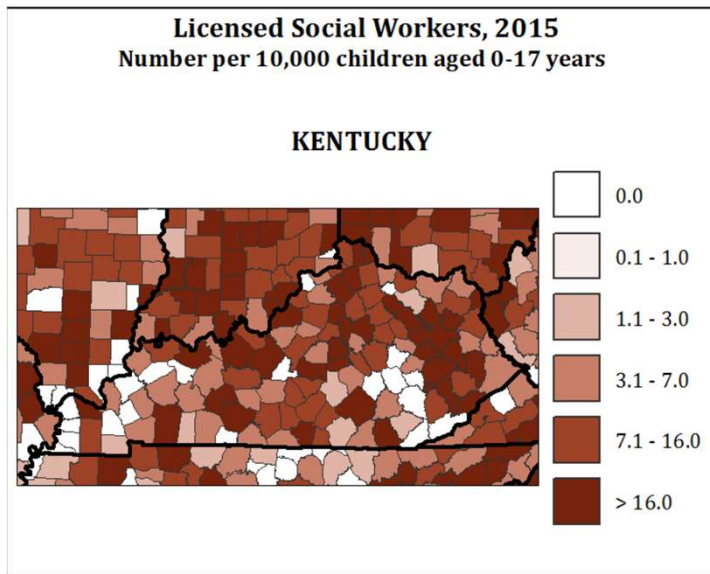 Licensed Social Workers, 2015
Number per 10,000 children aged 0-17 years
KENTUCKY
0.0
0.1 - 1.0
1.1 - 3.0
3.1 - 7.0
7.1 - 16.0
> 16.0